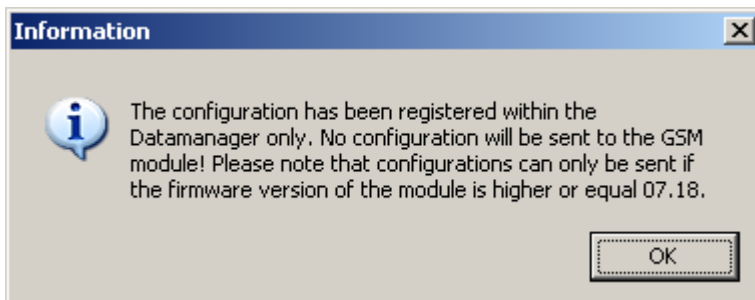 Information
The configuration has been registered within the
Datamanager only. No configuration will be sent to the GSM
module! Please note that configurations can only be sent if
the firmware version of the module is higher or equal 07.18.
OK